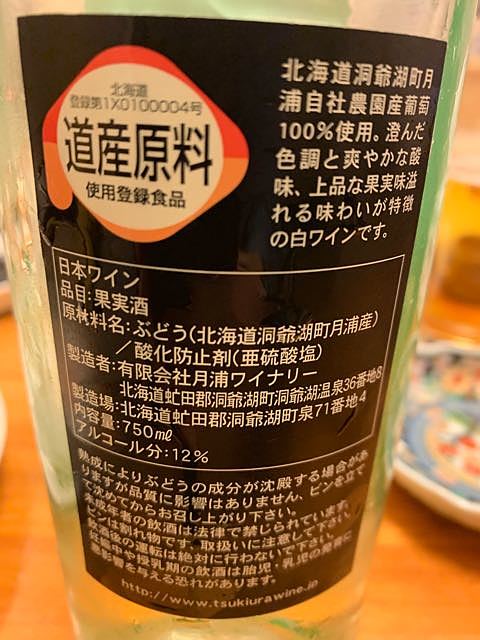 北海道
登録第1X0100004号
道産原料
使用登録食品
北海道洞爺湖町月
浦自社農園産葡萄
100%使用。澄んだ
色調と爽やかな酸
味、上品な果実味溢
れる味わいが特徴
の白ワインです。
日本ワイン
品目:果実酒
原材料名:ぶどう(北海道洞爺湖町月浦産)
/酸化防止剤(亜硫酸塩)
製造者:有限会社月浦ワイナリー
北海道虻田郡洞爺湖町洞爺湖温泉36番地8
製造場:北海道虻田郡洞爺湖町泉71番地4
内容量:750㎖
アルコール分:12%
熟成によりぶどうの成分が沈殿する場合があ
りますが品質に影響はありません、ビンを立て
て沈めてからお召し上がり下さい。
未成年者の飲酒は法律で禁じられています。
ビンは割れ物です。取扱いに注意して下さい。
飲酒後の運転は絶対に行わないで下さい。
妊娠中や授乳期の飲酒は胎児・乳児の発育に
悪影響を与える恐れがあります。
http://www.tsukiurawine.jp